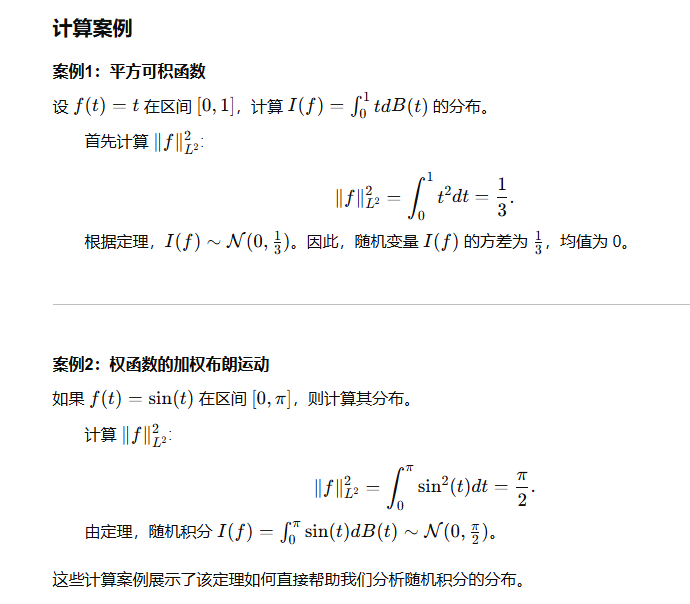 计算案例
案例1：平方可积函数
设 $f(t) = t$ 在区间 $[0, 1]$，计算 $I(f) = \int_0^1 t dB(t)$ 的分布。
首先计算 $\|f\|_{L^2}^2$:
$$\|f\|_{L^2}^2 = \int_0^1 t^2 dt = \frac{1}{3}.$$
根据定理，$I(f) \sim \mathcal{N}(0, \frac{1}{3})$。因此，随机变量 $I(f)$ 的方差为 $\frac{1}{3}$，均值为 0。
案例2：权函数的加权布朗运动
如果 $f(t) = \sin(t)$ 在区间 $[0, \pi]$，则计算其分布。
计算 $\|f\|_{L^2}^2$:
$$\|f\|_{L^2}^2 = \int_0^\pi \sin^2(t) dt = \frac{\pi}{2}.$$
由定理，随机积分 $I(f) = \int_0^\pi \sin(t) dB(t) \sim \mathcal{N}(0, \frac{\pi}{2})$。
这些计算案例展示了该定理如何直接帮助我们分析随机积分的分布。